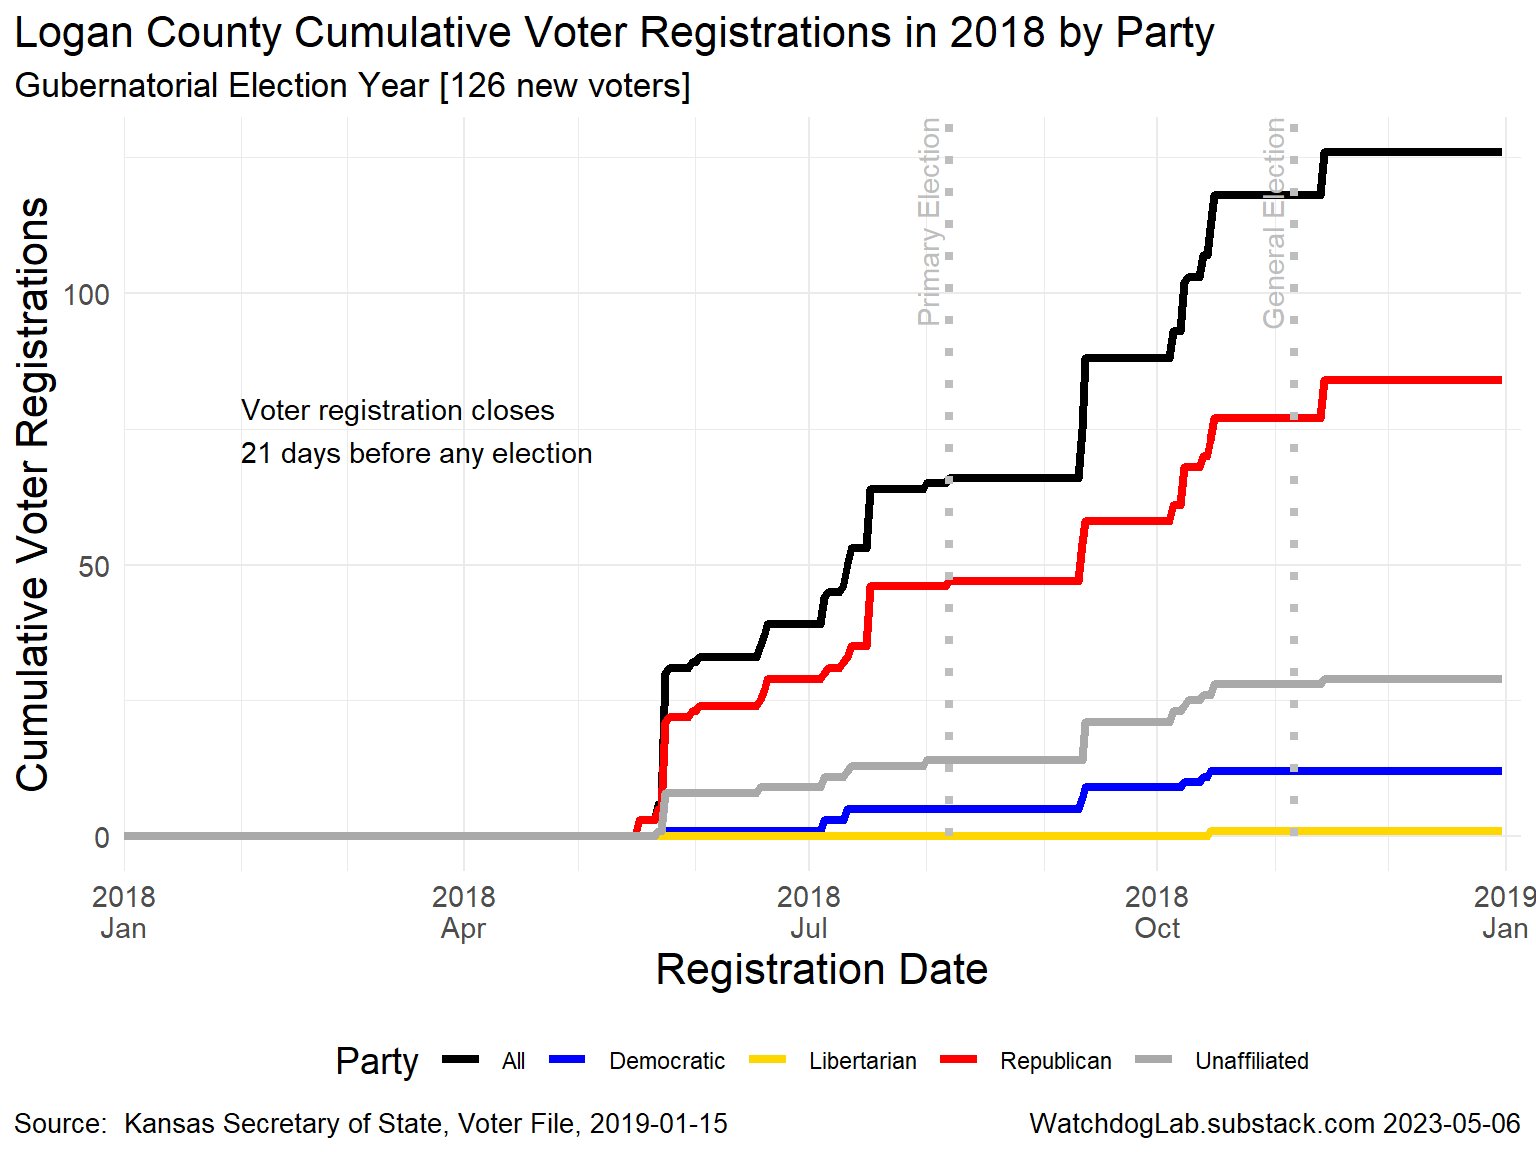 Logan County Cumulative Voter Registrations in 2018 by Party
Gubernatorial Election Year [126 new voters]
Cumulative Voter Registrations
100
50
0
Primary Election
General Election
Voter registration closes
21 days before any election
2018 2018 2018 2018 2019
Jan Apr Jul Oct Jan
Registration Date
Party All Democratic Libertarian Republican Unaffiliated
Source:  Kansas Secretary of State, Voter File, 2019-01-15
WatchdogLab.substack.com 2023-05-06